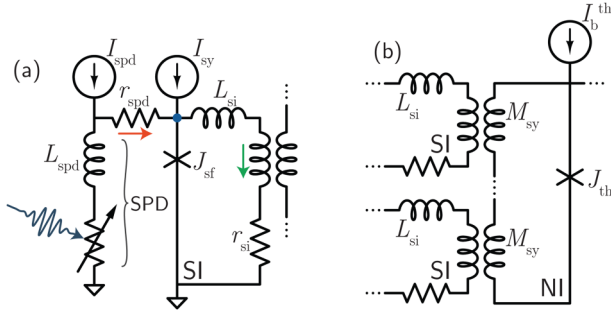 (a)
I_spd
I_sy
r_spd
L_si
L_spd
J_sf
SPD
r_si
SI
(b)
I_b^th
L_si
M_sy
SI
J_th
L_si
M_sy
SI
NI